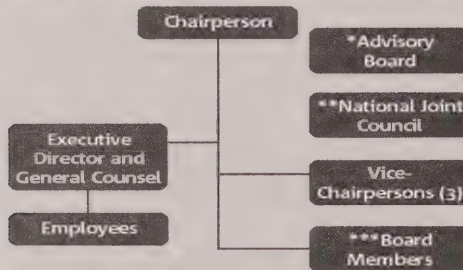 Chairperson
*Advisory
Board
**National Joint
Council
Executive
Director and
General Counsel
Vice-
Chairpersons (3)
Employees
***Board
Members